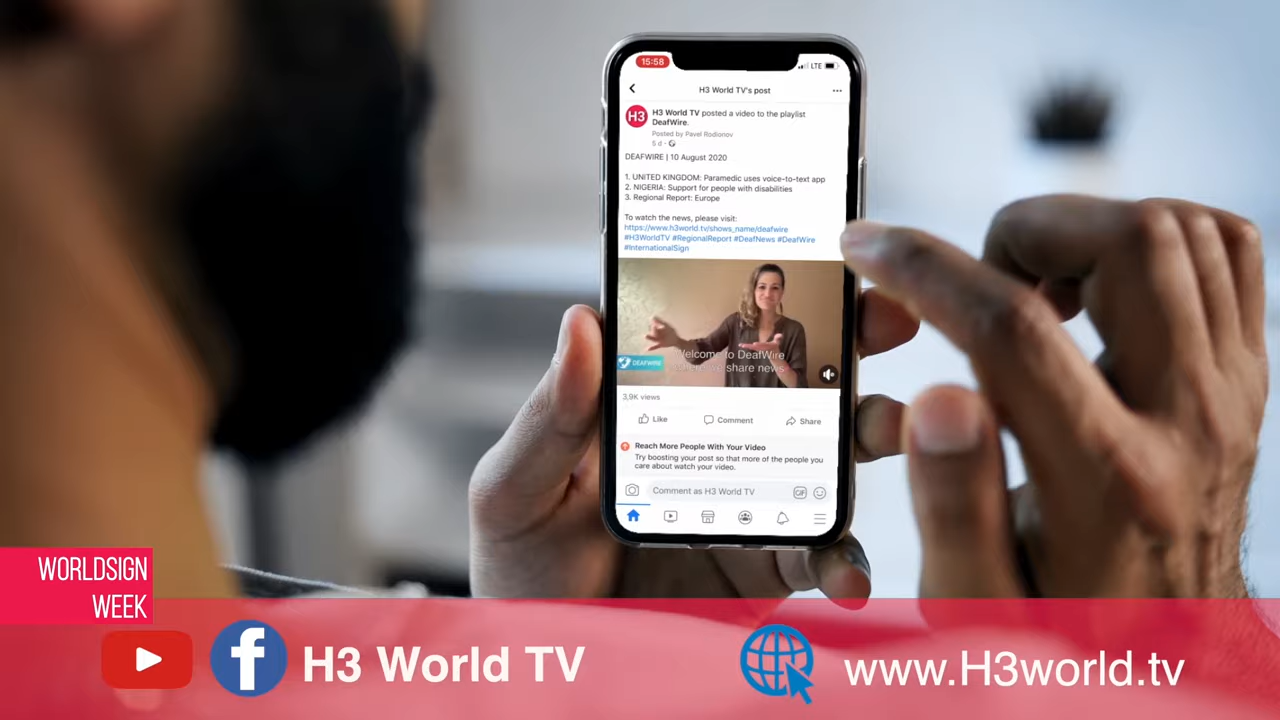 15:58
LTE
H3 World TV's post
H3
H3 World TV posted a video to the playlist
DeafWire.
Posted by Pavel Rodionov
5 d
DEAFWIRE | 10 August 2020
1. UNITED KINGDOM: Paramedic uses voice-to-text app
2. NIGERIA: Support for people with disabilities
3. Regional Report: Europe
To watch the news, please visit:
https://www.h3world.tv/shows_name/deafwire
#H3WorldTV #RegionalReport #DeafNews #DeafWire
#InternationalSign
Welcome to DeafWire
where we share news
DEAFWIRE
3,9K views
Like
Comment
Share
Reach More People With Your Video
Try boosting your post so that more of the people you
care about watch your video.
Comment as H3 World TV
GIF
WORLDSIGN
WEEK
f
H3 World TV
www.H3world.tv